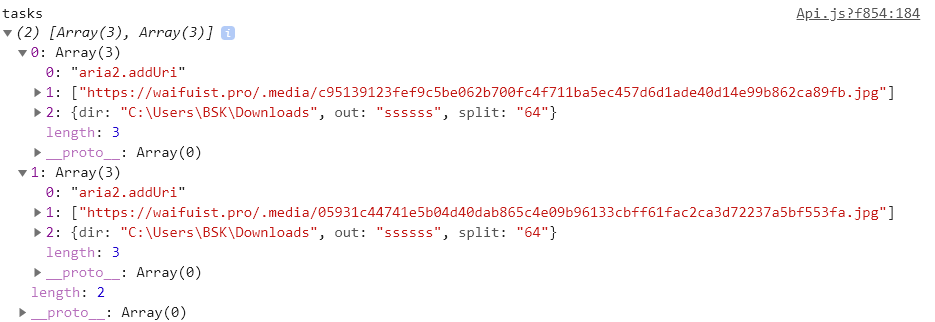 tasks Api.js?f854:184
▼(2) [Array(3), Array(3)] i
▼0: Array(3)
0: "aria2.addUri"
▶1: ["https://waifuist.pro/.media/c95139123fef9c5be062b700fc4f711ba5ec457d6d1ade40d14e99b862ca89fb.jpg"]
▶2: {dir: "C:\Users\BSK\Downloads", out: "ssssss", split: "64"}
length: 3
▶__proto__: Array(0)
▼1: Array(3)
0: "aria2.addUri"
▶1: ["https://waifuist.pro/.media/05931c44741e5b04d40dab865c4e09b96133cbff61fac2ca3d72237a5bf553fa.jpg"]
▶2: {dir: "C:\Users\BSK\Downloads", out: "ssssss", split: "64"}
length: 3
▶__proto__: Array(0)
length: 2
▶__proto__: Array(0)